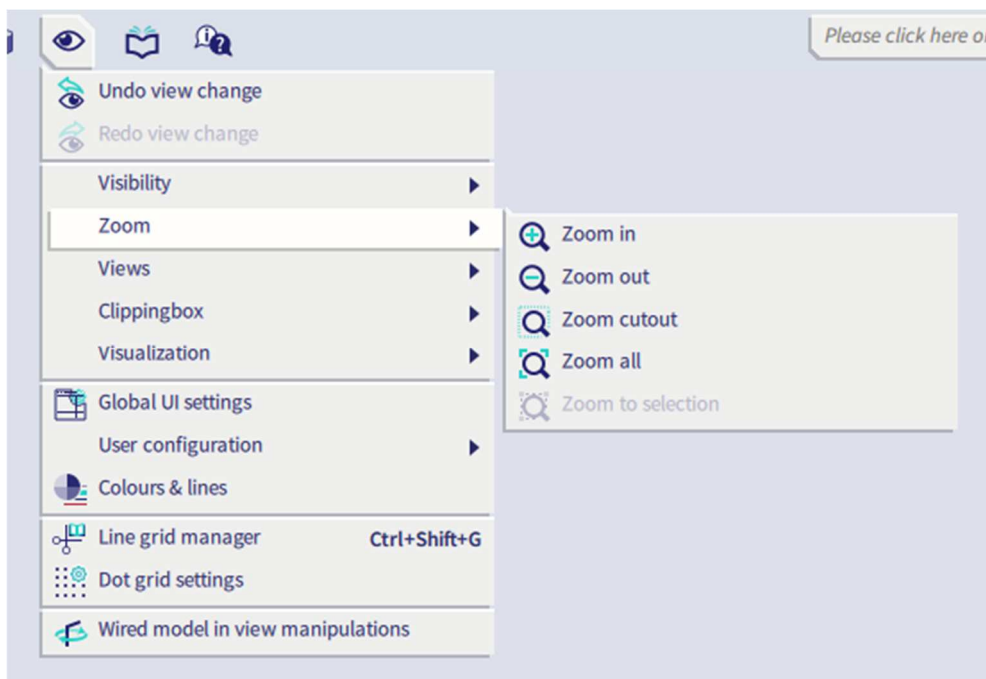 Please click here o
Undo view change
Redo view change
Visibility
Zoom
Views
Clippingbox
Visualization
Global UI settings
User configuration
Colours & lines
Line grid manager Ctrl+Shift+G
Dot grid settings
Wired model in view manipulations
Zoom in
Zoom out
Zoom cutout
Zoom all
Zoom to selection